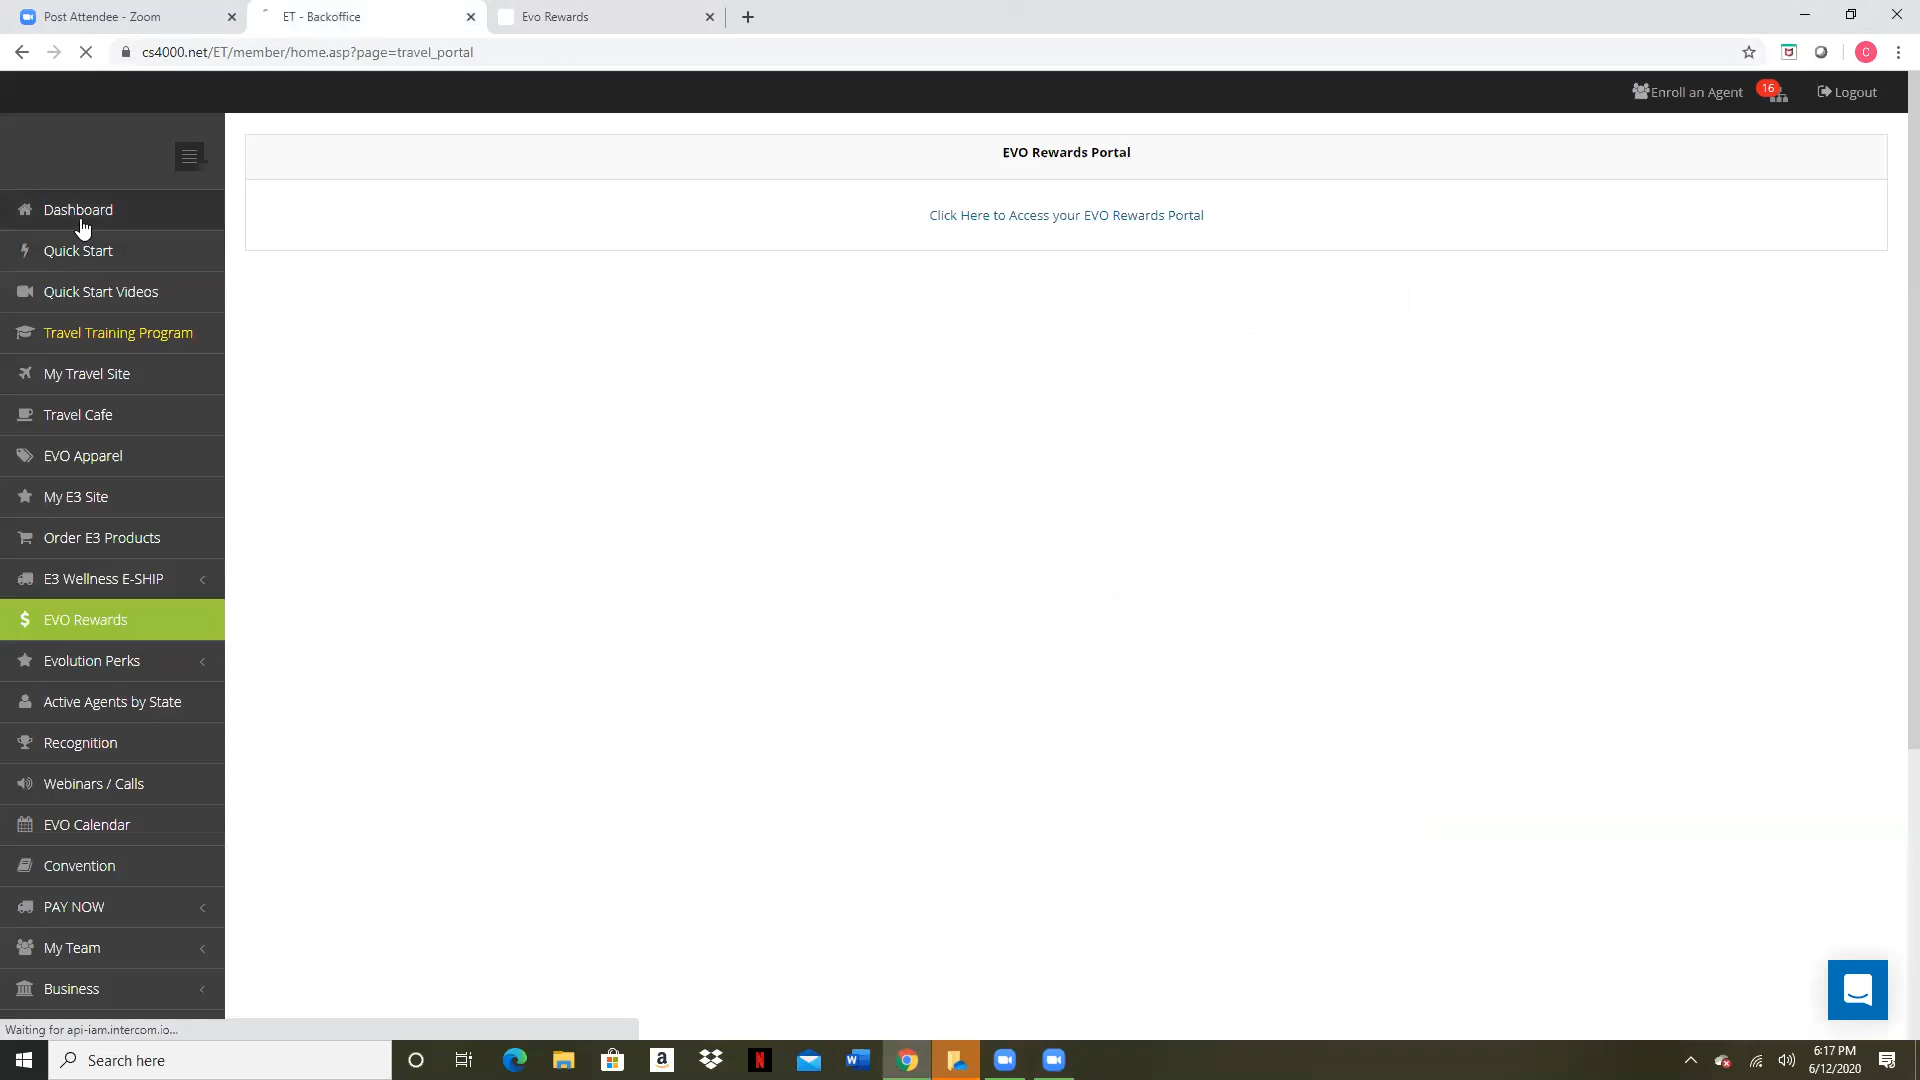 Post Attendee - Zoom
ET - Backoffice
Evo Rewards
cs4000.net/ET/member/home.asp?page=travel_portal
C
Enroll an Agent
16
Logout
EVO Rewards Portal
Click Here to Access your EVO Rewards Portal
Dashboard
Quick Start
Quick Start Videos
Travel Training Program
My Travel Site
Travel Cafe
EVO Apparel
My E3 Site
Order E3 Products
E3 Wellness E-SHIP
EVO Rewards
Evolution Perks
Active Agents by State
Recognition
Webinars / Calls
EVO Calendar
Convention
PAY NOW
My Team
Business
Waiting for api-iam.intercom.io...
Search here
6:17 PM
6/12/2020